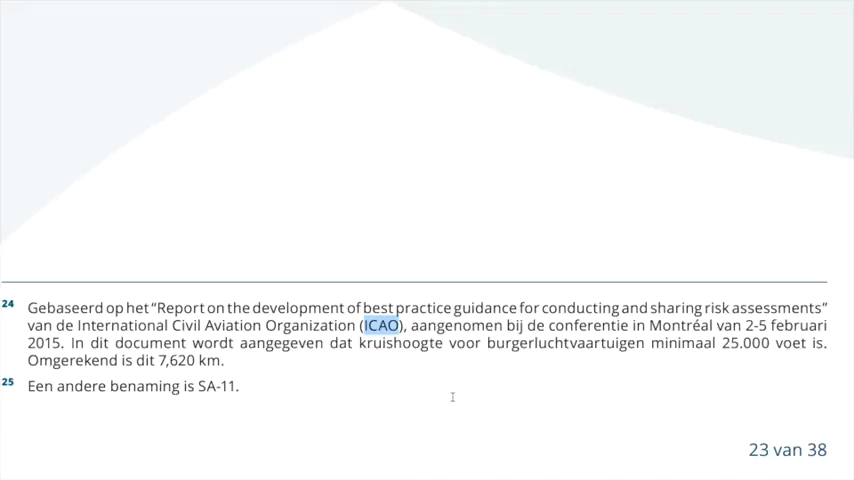 24 Gebaseerd op het “Report on the development of best practice guidance for conducting and sharing risk assessments”
van de International Civil Aviation Organization (ICAO), aangenomen bij de conferentie in Montréal van 2-5 februari
2015. In dit document wordt aangegeven dat kruishoogte voor burgerluchtvaartuigen minimaal 25.000 voet is.
Omgerekend is dit 7,620 km.
25 Een andere benaming is SA-11.
23 van 38